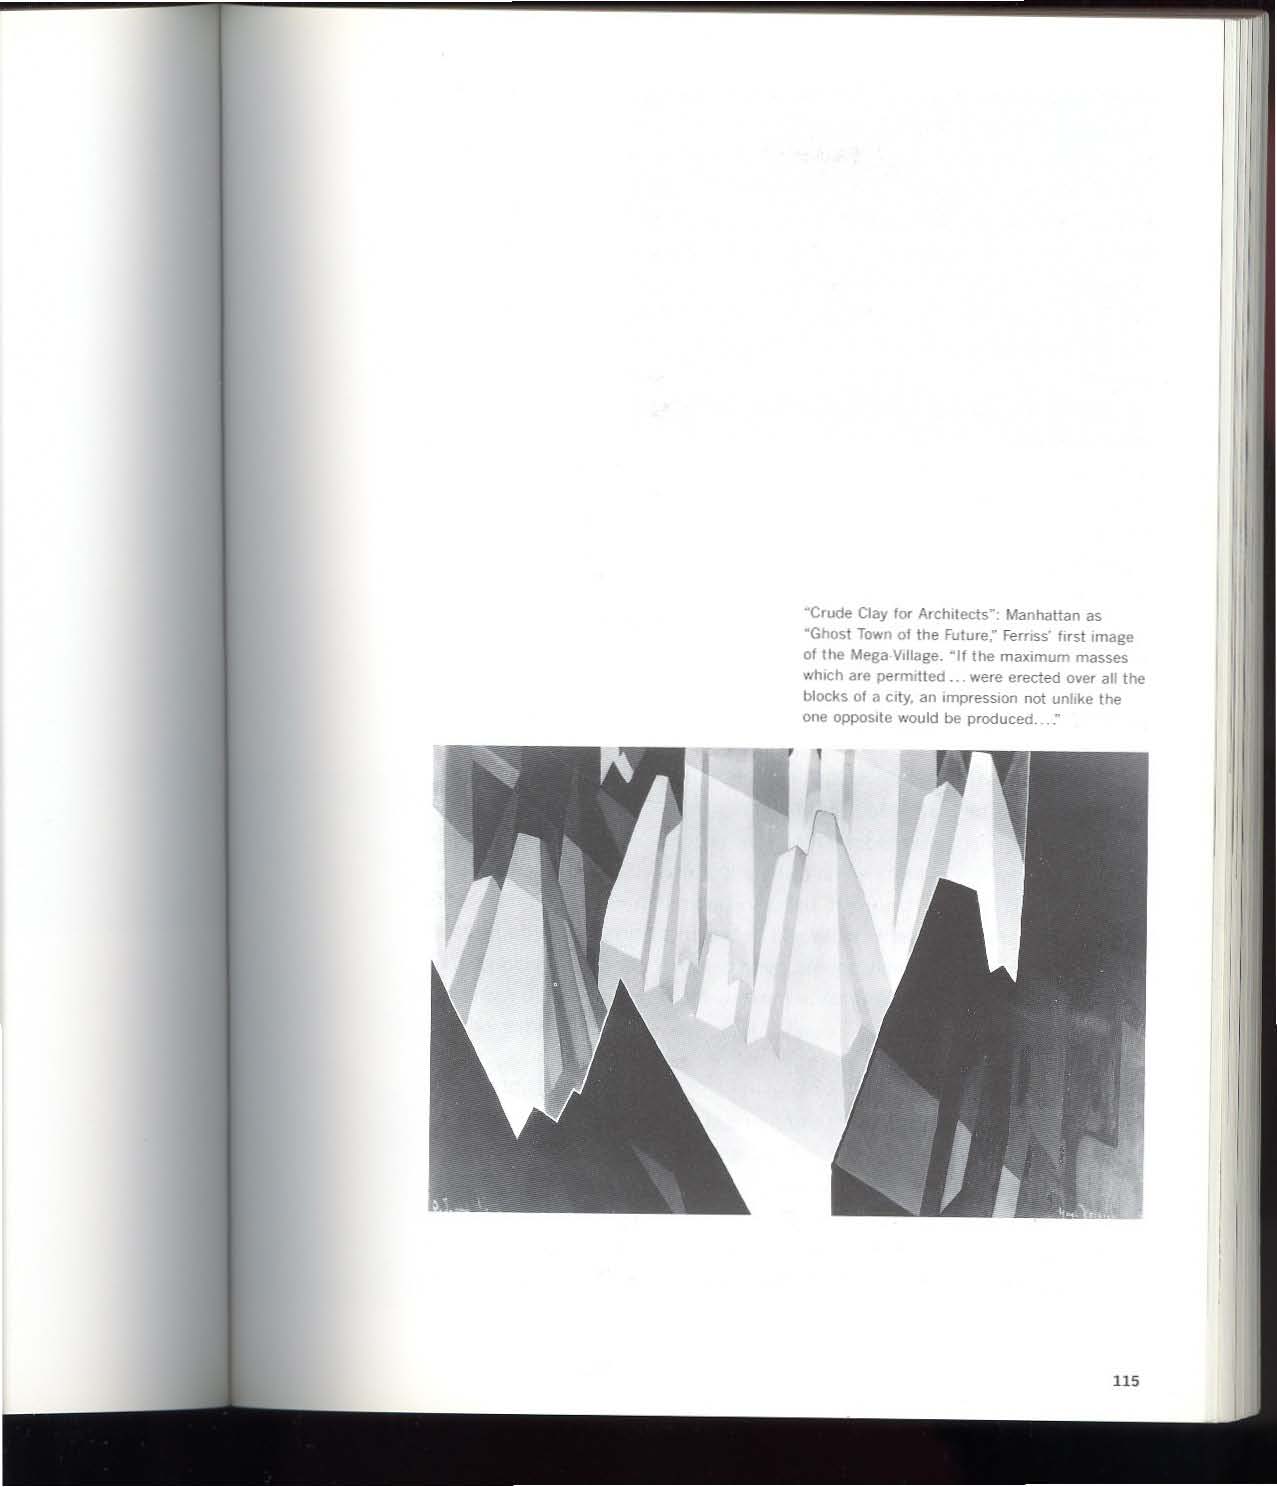 "Crude Clay for Architects": Manhattan as
"Ghost Town of the Future," Ferriss' first image
of the Mega-Village. "If the maximum masses
which are permitted ... were erected over all the
blocks of a city, an impression not unlike the
one opposite would be produced...."
115